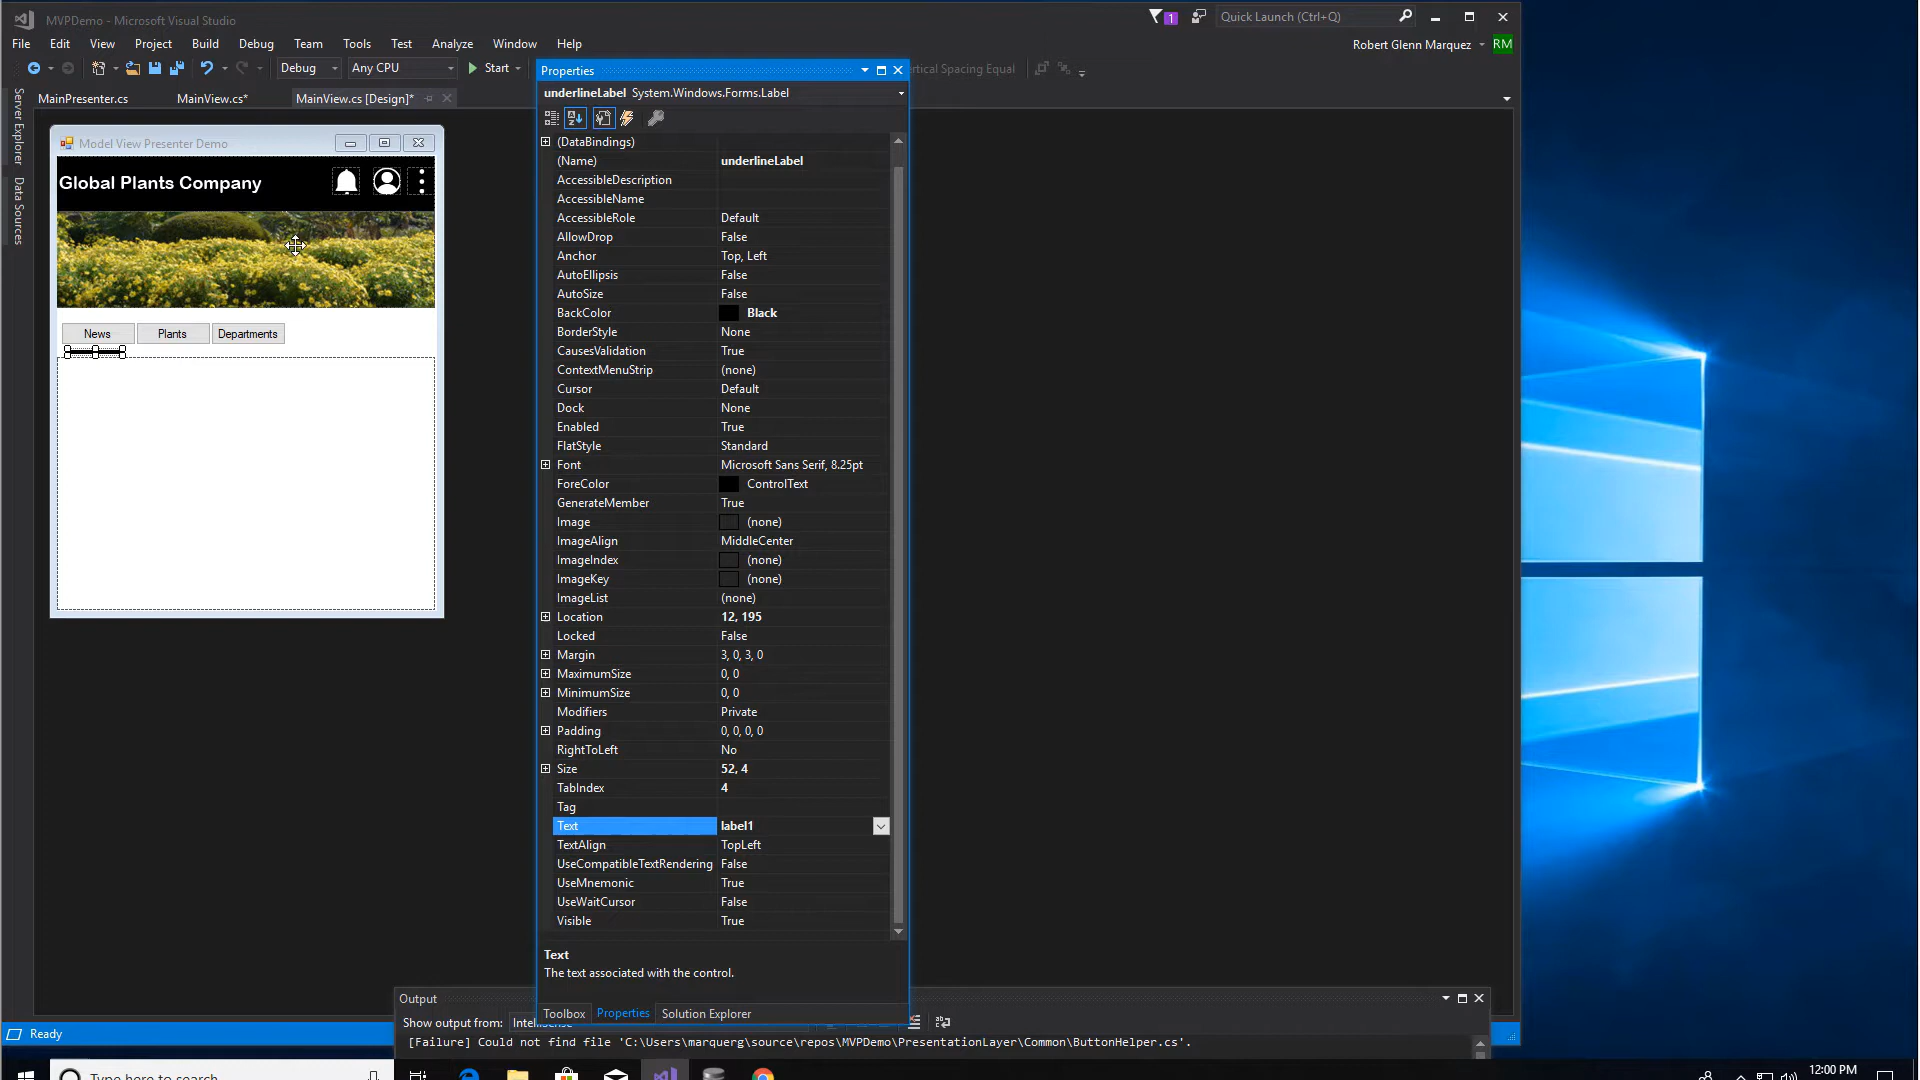 MVPDemo - Microsoft Visual Studio
1
Quick Launch (Ctrl+Q)
File Edit View Project Build Debug Team Tools Test Analyze Window Help
Robert Glenn Marquez RM
Debug Any CPU Start
Vertical Spacing Equal
MainPresenter.cs MainView.cs* MainView.cs [Design]*
Server Explorer
Data Sources
Model View Presenter Demo
Global Plants Company
News Plants Departments
Properties
underlineLabel System.Windows.Forms.Label
(DataBindings)
(Name) underlineLabel
AccessibleDescription
AccessibleName
AccessibleRole Default
AllowDrop False
Anchor Top, Left
AutoEllipsis False
AutoSize False
BackColor Black
BorderStyle None
CausesValidation True
ContextMenuStrip (none)
Cursor Default
Dock None
Enabled True
FlatStyle Standard
Font Microsoft Sans Serif, 8.25pt
ForeColor ControlText
GenerateMember True
Image (none)
ImageAlign MiddleCenter
ImageIndex (none)
ImageKey (none)
ImageList (none)
Location 12, 195
Locked False
Margin 3, 0, 3, 0
MaximumSize 0, 0
MinimumSize 0, 0
Modifiers Private
Padding 0, 0, 0, 0
RightToLeft No
Size 52, 4
TabIndex 4
Tag
Text label1
TextAlign TopLeft
UseCompatibleTextRendering False
UseMnemonic True
UseWaitCursor False
Visible True
Text
The text associated with the control.
Toolbox Properties Solution Explorer
Output
Show output from: IntelliSense
[Failure] Could not find file 'C:\Users\marquerg\source\repos\MVPDemo\PresentationLayer\Common\ButtonHelper.cs'.
Ready
Type here to search
12:00 PM